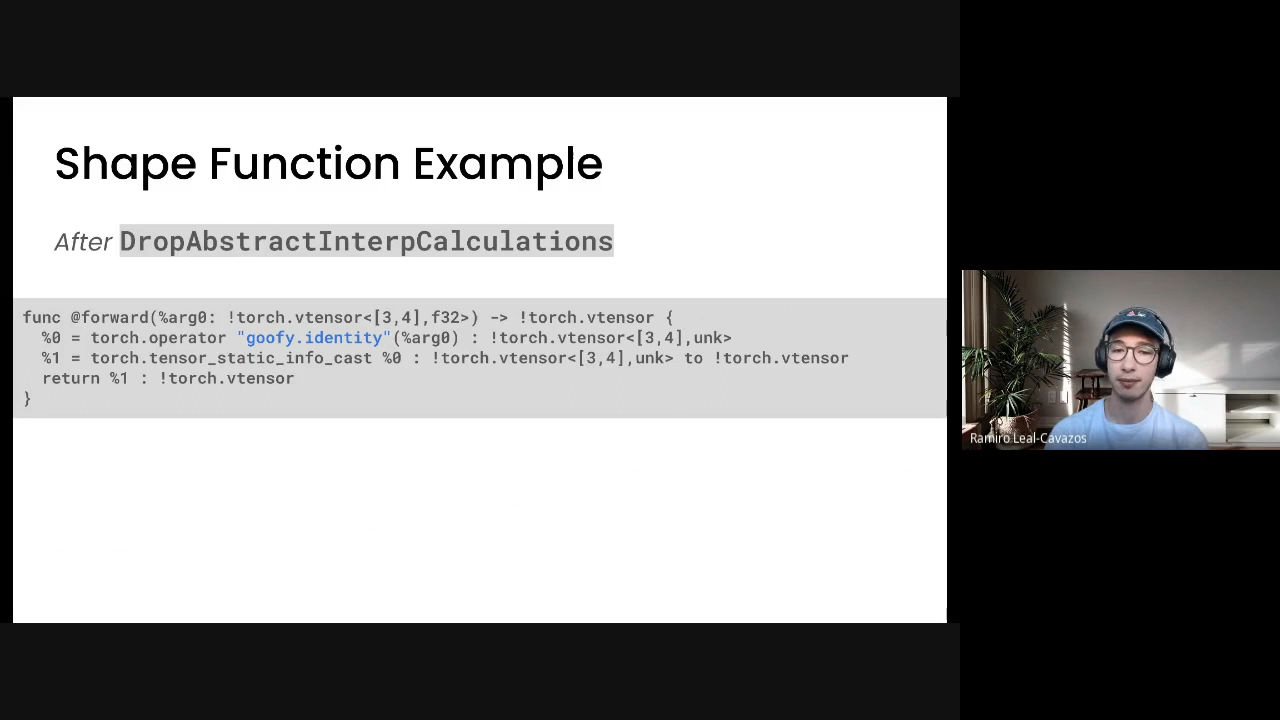 Shape Function Example
After DropAbstractInterpCalculations
func @forward(%arg0: !torch.vtensor<[3,4],f32>) -> !torch.vtensor {
  %0 = torch.operator "goofy.identity"(%arg0) : !torch.vtensor<[3,4],unk>
  %1 = torch.tensor_static_info_cast %0 : !torch.vtensor<[3,4],unk> to !torch.vtensor
  return %1 : !torch.vtensor
}
Ramiro Leal-Cavazos